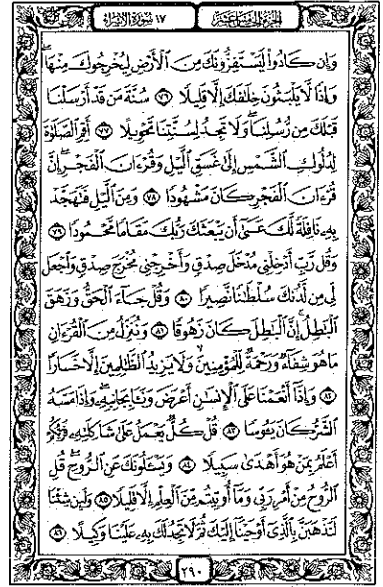 الجزء الخامس عشر
١٧ سورة الإسراء
وَإِن كَادُوا۟ لَيَسْتَفِزُّونَكَ مِنَ ٱلْأَرْضِ لِيُخْرِجُوكَ مِنْهَا ۖ
وَإِذًا لَّا يَلْبَثُونَ خِلَٰفَكَ إِلَّا قَلِيلًا ٧٦ سُنَّةَ مَن قَدْ أَرْسَلْنَا
قَبْلَكَ مِن رُّسُلِنَا ۖ وَلَا تَجِدُ لِسُنَّتِنَا تَحْوِيلًا ٧٧ أَقِمِ ٱلصَّلَوٰةَ
لِدُلُوكِ ٱلشَّمْسِ إِلَىٰ غَسَقِ ٱلَّيْلِ وَقُرْءَانَ ٱلْفَجْرِ ۖ إِنَّ
قُرْءَانَ ٱلْفَجْرِ كَانَ مَشْهُودًا ٧٨ وَمِنَ ٱلَّيْلِ فَتَهَجَّدْ
بِهِۦ نَافِلَةً لَّكَ عَسَىٰٓ أَن يَبْعَثَكَ رَبُّكَ مَقَامًا مَّحْمُودًا ٧٩
وَقُل رَّبِّ أَدْخِلْنِى مُدْخَلَ صِدْقٍ وَأَخْرِجْنِى مُخْرَجَ صِدْقٍ وَٱجْعَل
لِّى مِن لَّدُنكَ سُلْطَٰنًا نَّصِيرًا ٨٠ وَقُلْ جَآءَ ٱلْحَقُّ وَزَهَقَ
ٱلْبَٰطِلُ ۚ إِنَّ ٱلْبَٰطِلَ كَانَ زَهُوقًا ٨١ وَنُنَزِّلُ مِنَ ٱلْقُرْءَانِ
مَا هُوَ شِفَآءٌ وَرَحْمَةٌ لِّلْمُؤْمِنِينَ ۙ وَلَا يَزِيدُ ٱلظَّٰلِمِينَ إِلَّا خَسَارًا
٨٢ وَإِذَآ أَنْعَمْنَا عَلَى ٱلْإِنسَٰنِ أَعْرَضَ وَنَـَٔا بِجَانِبِهِۦ ۖ وَإِذَا مَسَّهُ
ٱلشَّرُّ كَانَ يَـُٔوسًا ٨٣ قُلْ كُلٌّ يَعْمَلُ عَلَىٰ شَاكِلَتِهِۦ فَرَبُّكُمْ
أَعْلَمُ بِمَنْ هُوَ أَهْدَىٰ سَبِيلًا ٨٤ وَيَسْـَٔلُونَكَ عَنِ ٱلرُّوحِ ۖ قُلِ
ٱلرُّوحُ مِنْ أَمْرِ رَبِّى وَمَآ أُوتِيتُم مِّنَ ٱلْعِلْمِ إِلَّا قَلِيلًا ٨٥ وَلَئِن شِئْنَا
لَنَذْهَبَنَّ بِٱلَّذِىٓ أَوْحَيْنَآ إِلَيْكَ ثُمَّ لَا تَجِدُ لَكَ بِهِۦ عَلَيْنَا وَكِيلًا ٨٦
٢٩٠